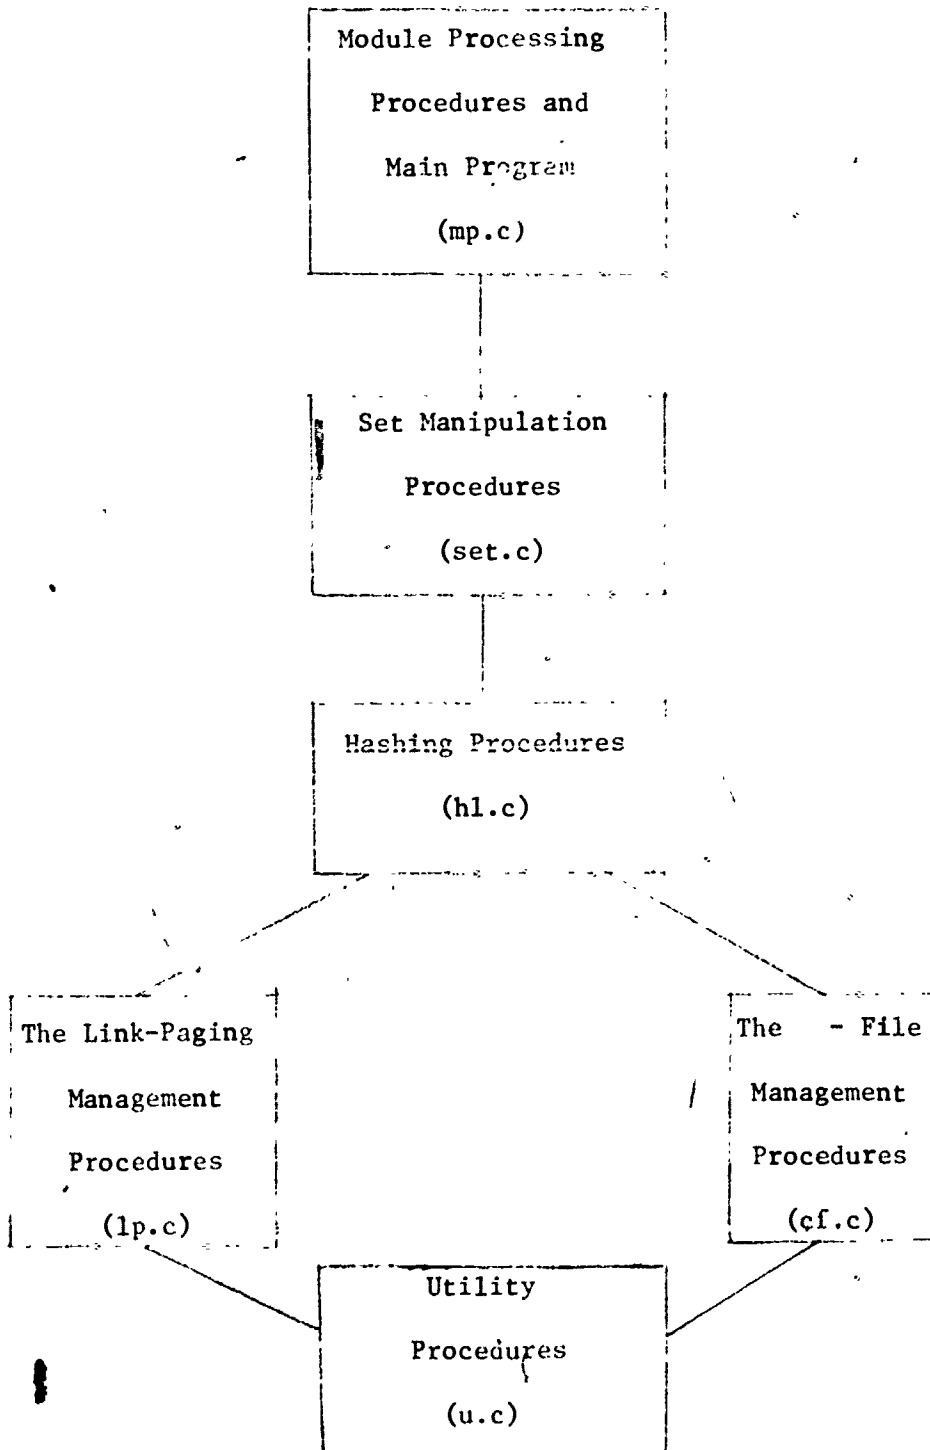 Module Processing
Procedures and
Main Program
(mp.c)
Set Manipulation
Procedures
(set.c)
Hashing Procedures
(hl.c)
The Link-Paging
Management
Procedures
(lp.c)
The - File
Management
Procedures
(cf.c)
Utility
Procedures
(u.c)